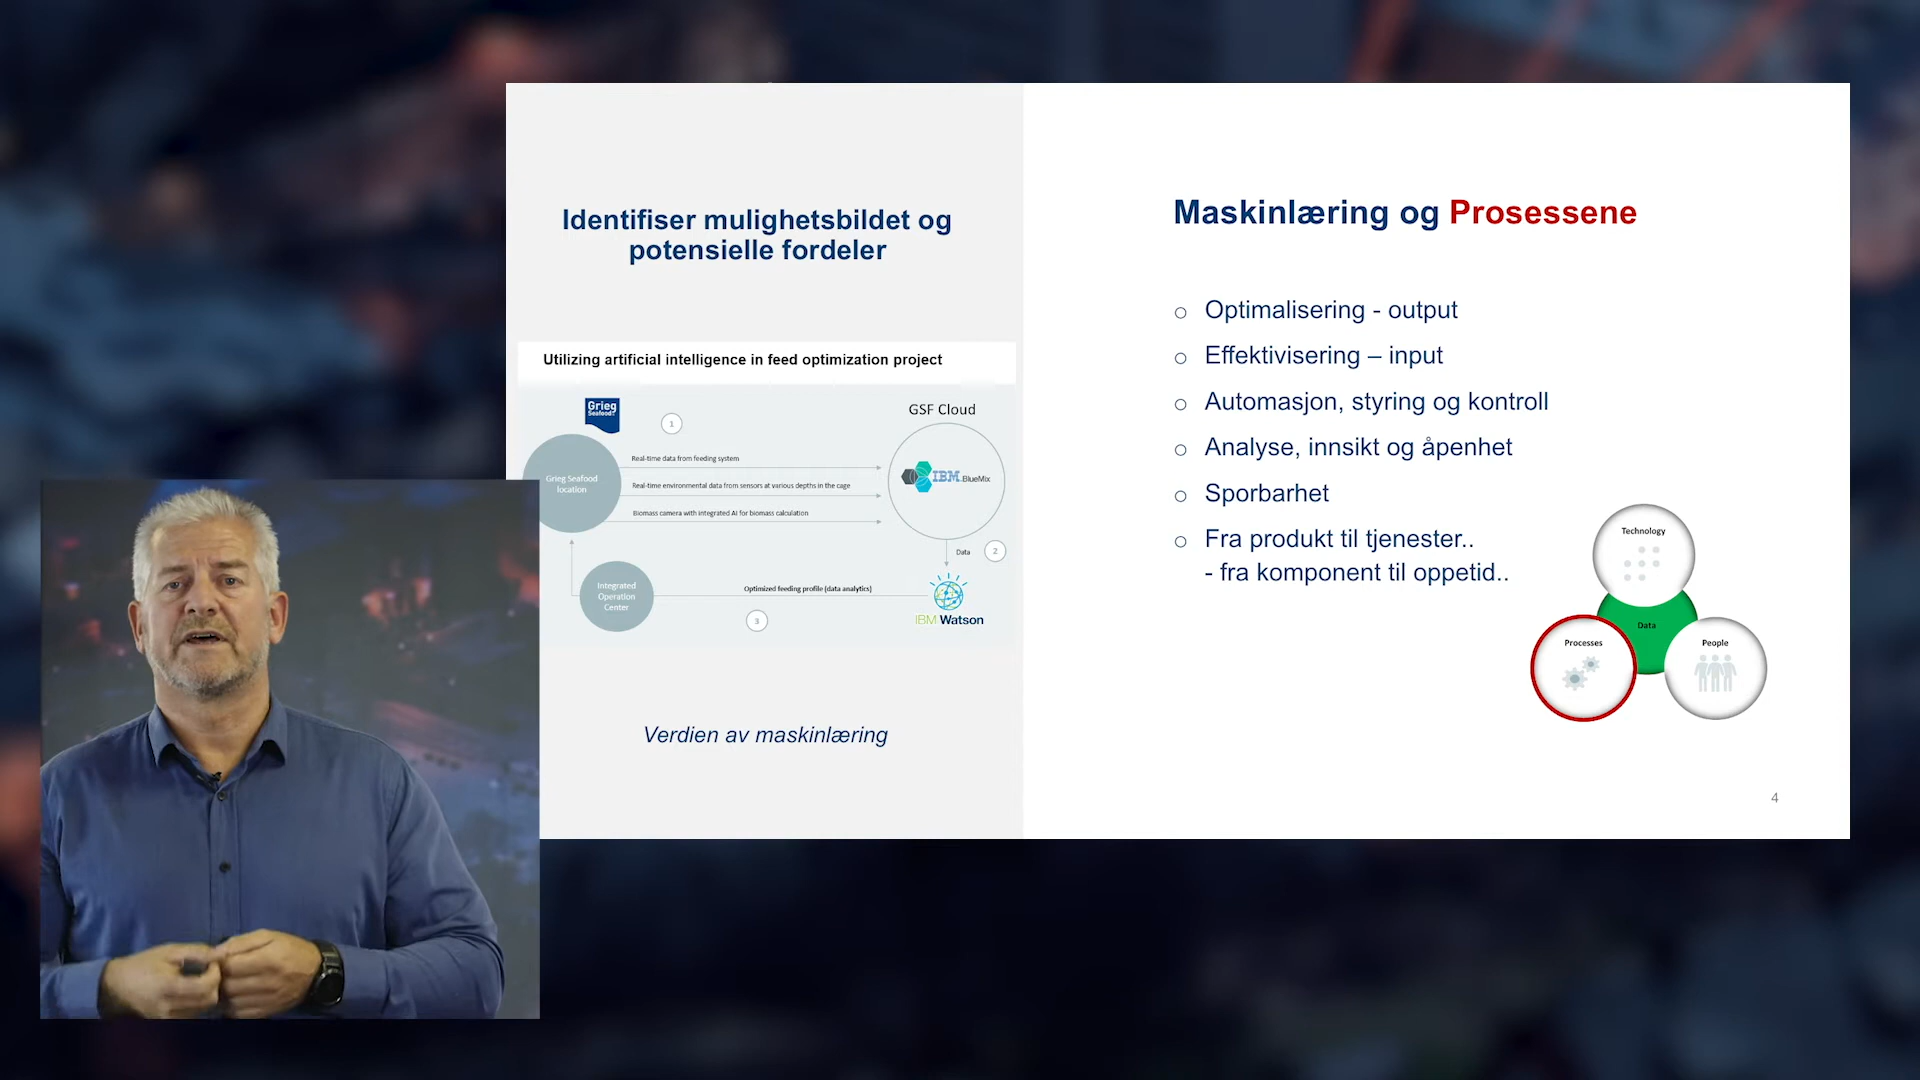 Identifiser mulighetsbildet og
potensielle fordeler
Utilizing artificial intelligence in feed optimization project
Grieg
Seafood
1
GSF Cloud
Grieg Seafood
location
Real-time data from feeding system
Real-time environmental data from sensors at various depths in the cage
Biomass camera with integrated AI for biomass calculation
IBM BlueMix
Data
2
Integrated
Operation
Center
Optimized feeding profile (data analytics)
3
IBM Watson
Verdien av maskinlæring
Maskinlæring og Prosessene
Optimalisering - output
Effektivisering – input
Automasjon, styring og kontroll
Analyse, innsikt og åpenhet
Sporbarhet
Fra produkt til tjenester..
- fra komponent til oppetid..
Technology
Data
Processes
People
4